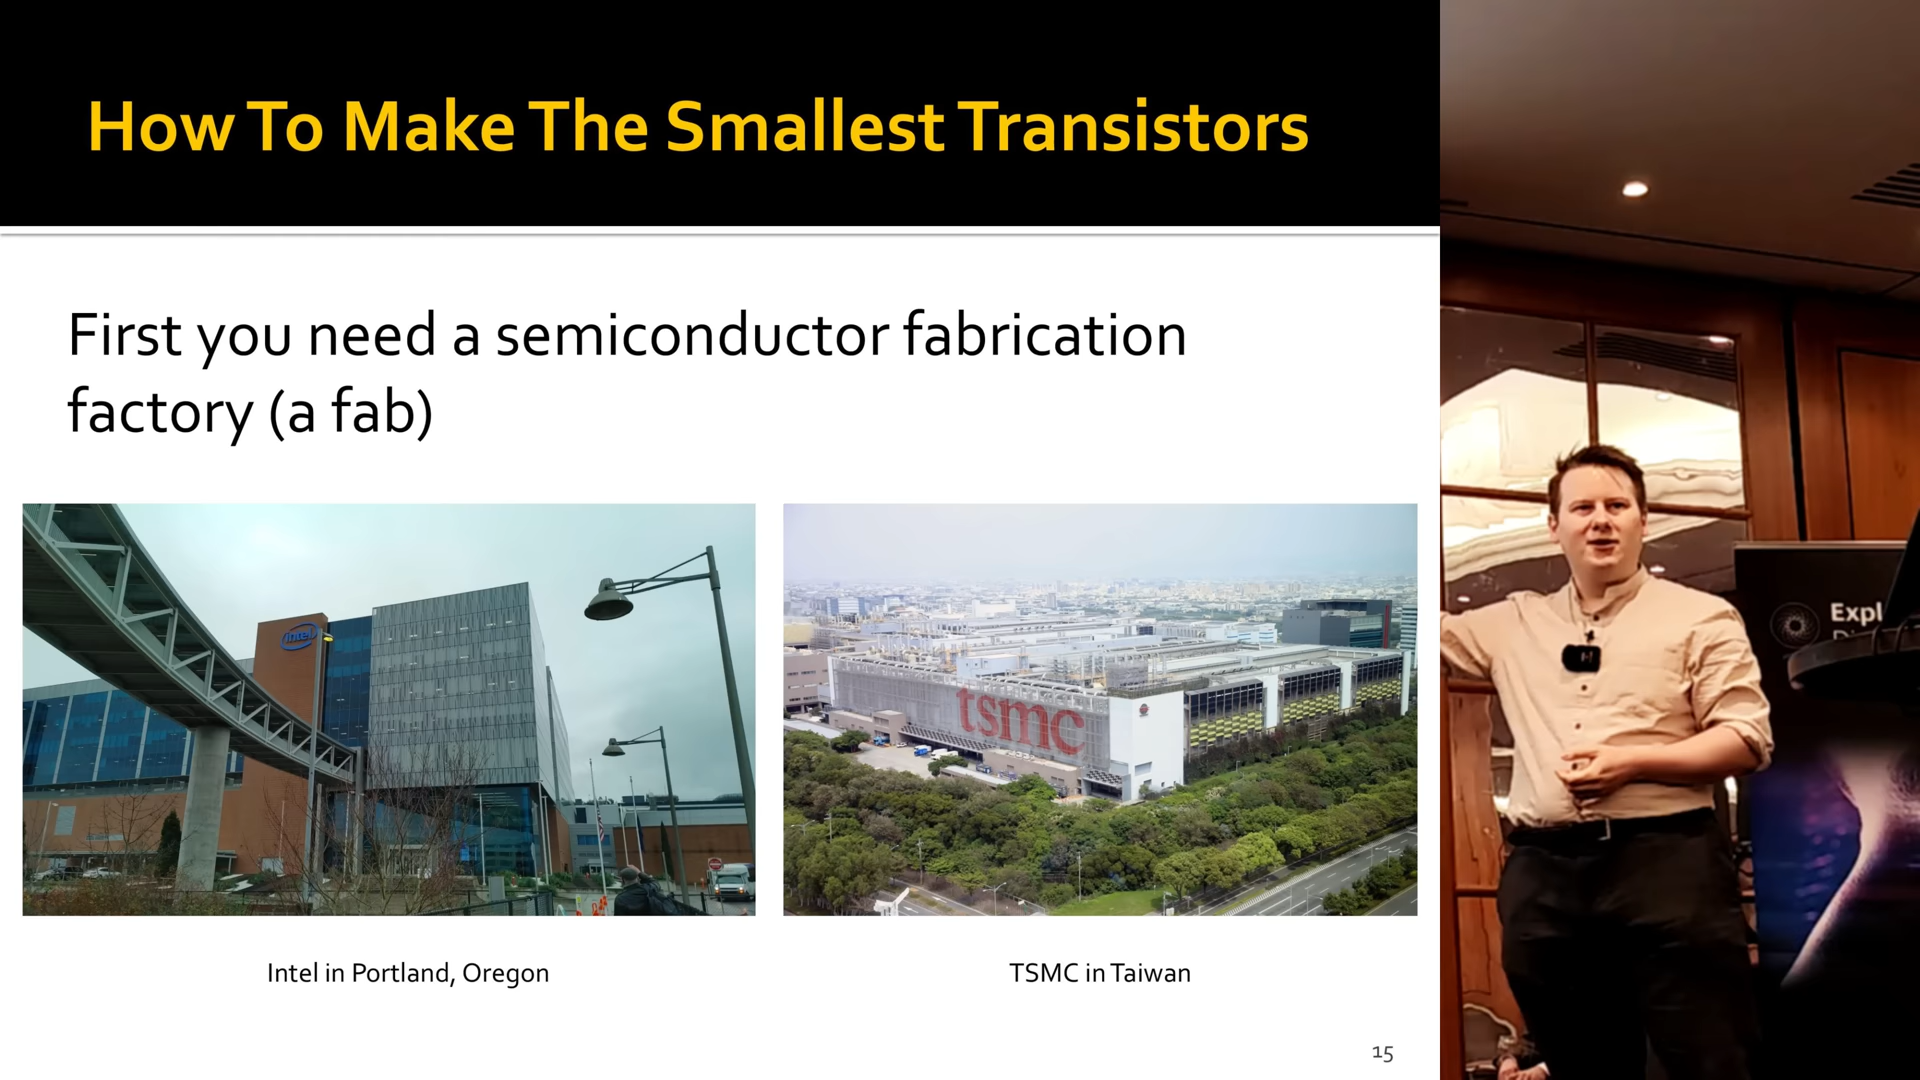 How To Make The Smallest Transistors
First you need a semiconductor fabrication
factory (a fab)
intel
tsmc
Intel in Portland, Oregon
TSMC in Taiwan
15
Expl